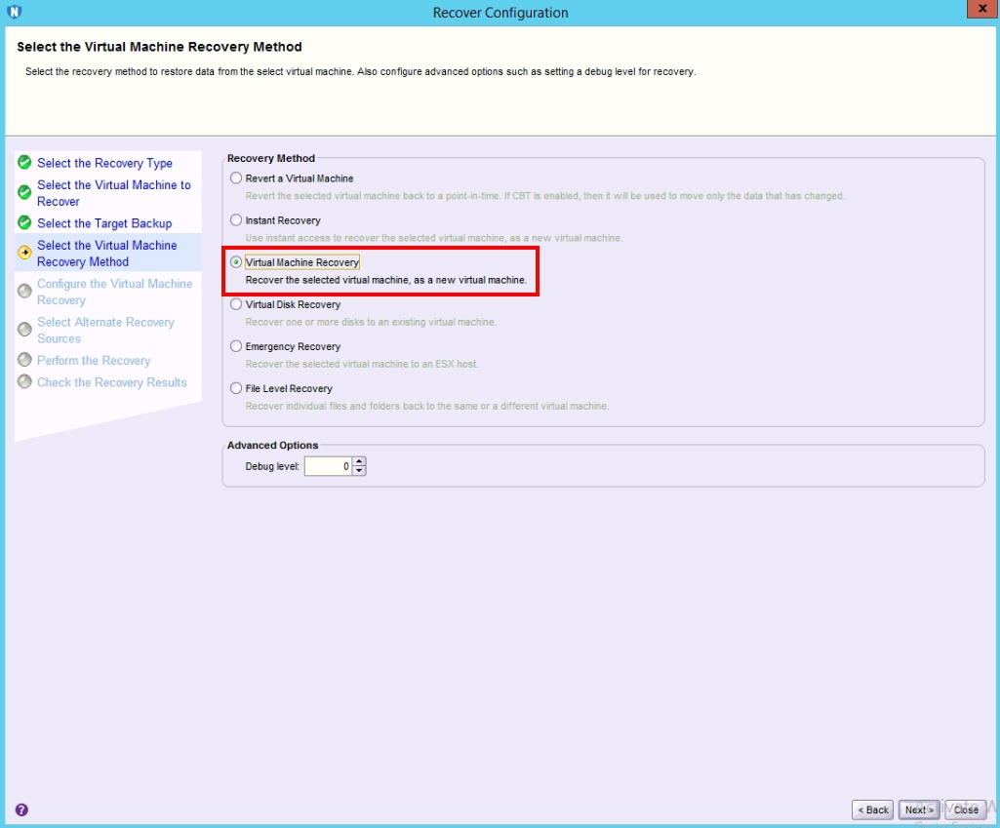 Recover Configuration
x
Select the Virtual Machine Recovery Method
Select the recovery method to restore data from the select virtual machine. Also configure advanced options such as setting a debug level for recovery.
Select the Recovery Type
Select the Virtual Machine to
Recover
Select the Target Backup
Select the Virtual Machine
Recovery Method
Configure the Virtual Machine
Recovery
Select Alternate Recovery
Sources
Perform the Recovery
Check the Recovery Results
Recovery Method
Revert a Virtual Machine
Revert the selected virtual machine back to a point-in-time. If CBT is enabled, then it will be used to move only the data that has changed.
Instant Recovery
Use instant access to recover the selected virtual machine, as a new virtual machine.
Virtual Machine Recovery
Recover the selected virtual machine, as a new virtual machine.
Virtual Disk Recovery
Recover one or more disks to an existing virtual machine.
Emergency Recovery
Recover the selected virtual machine to an ESX host.
File Level Recovery
Recover individual files and folders back to the same or a different virtual machine.
Advanced Options
Debug level: 0
?
< Back Next > Close